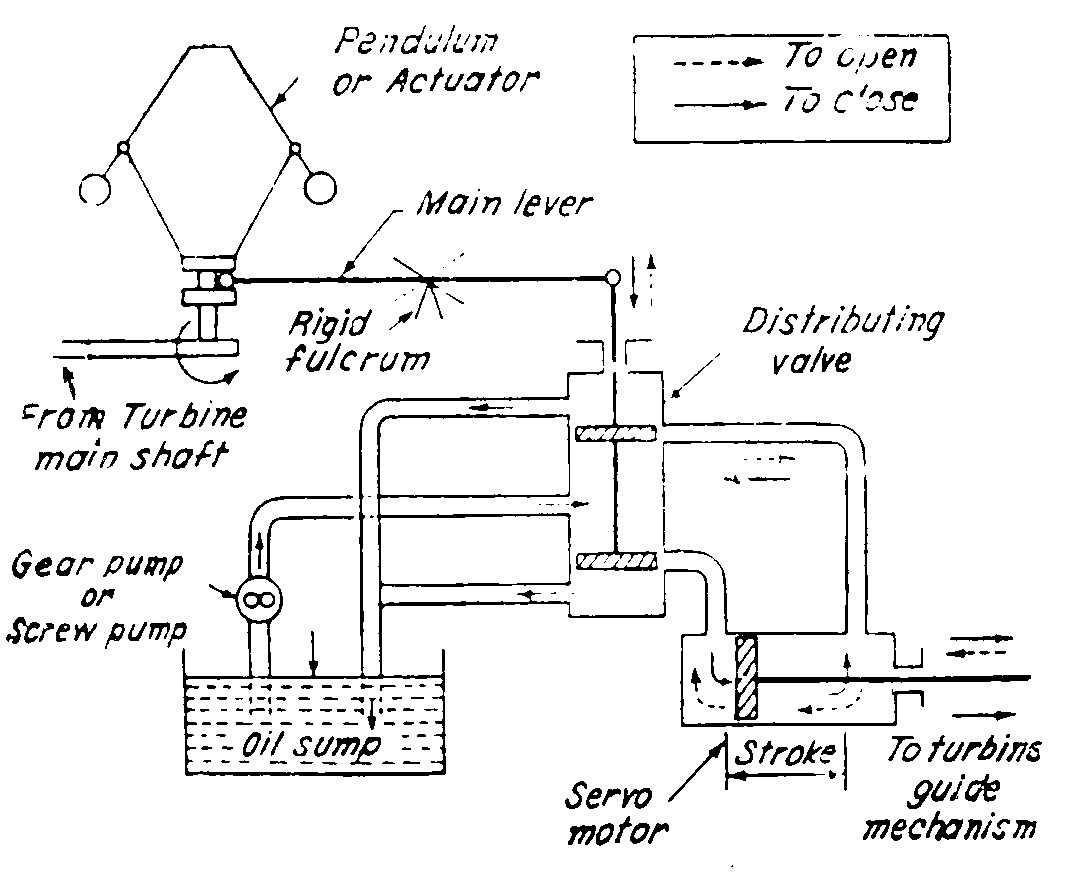 Pendulum
or Actuator
To open
To close
Main lever
Rigid
fulcrum
Distributing
valve
From Turbine
main shaft
Gear pump
or
Screw pump
Oil sump
Stroke
Servo
motor
To turbins
guide
mechanism